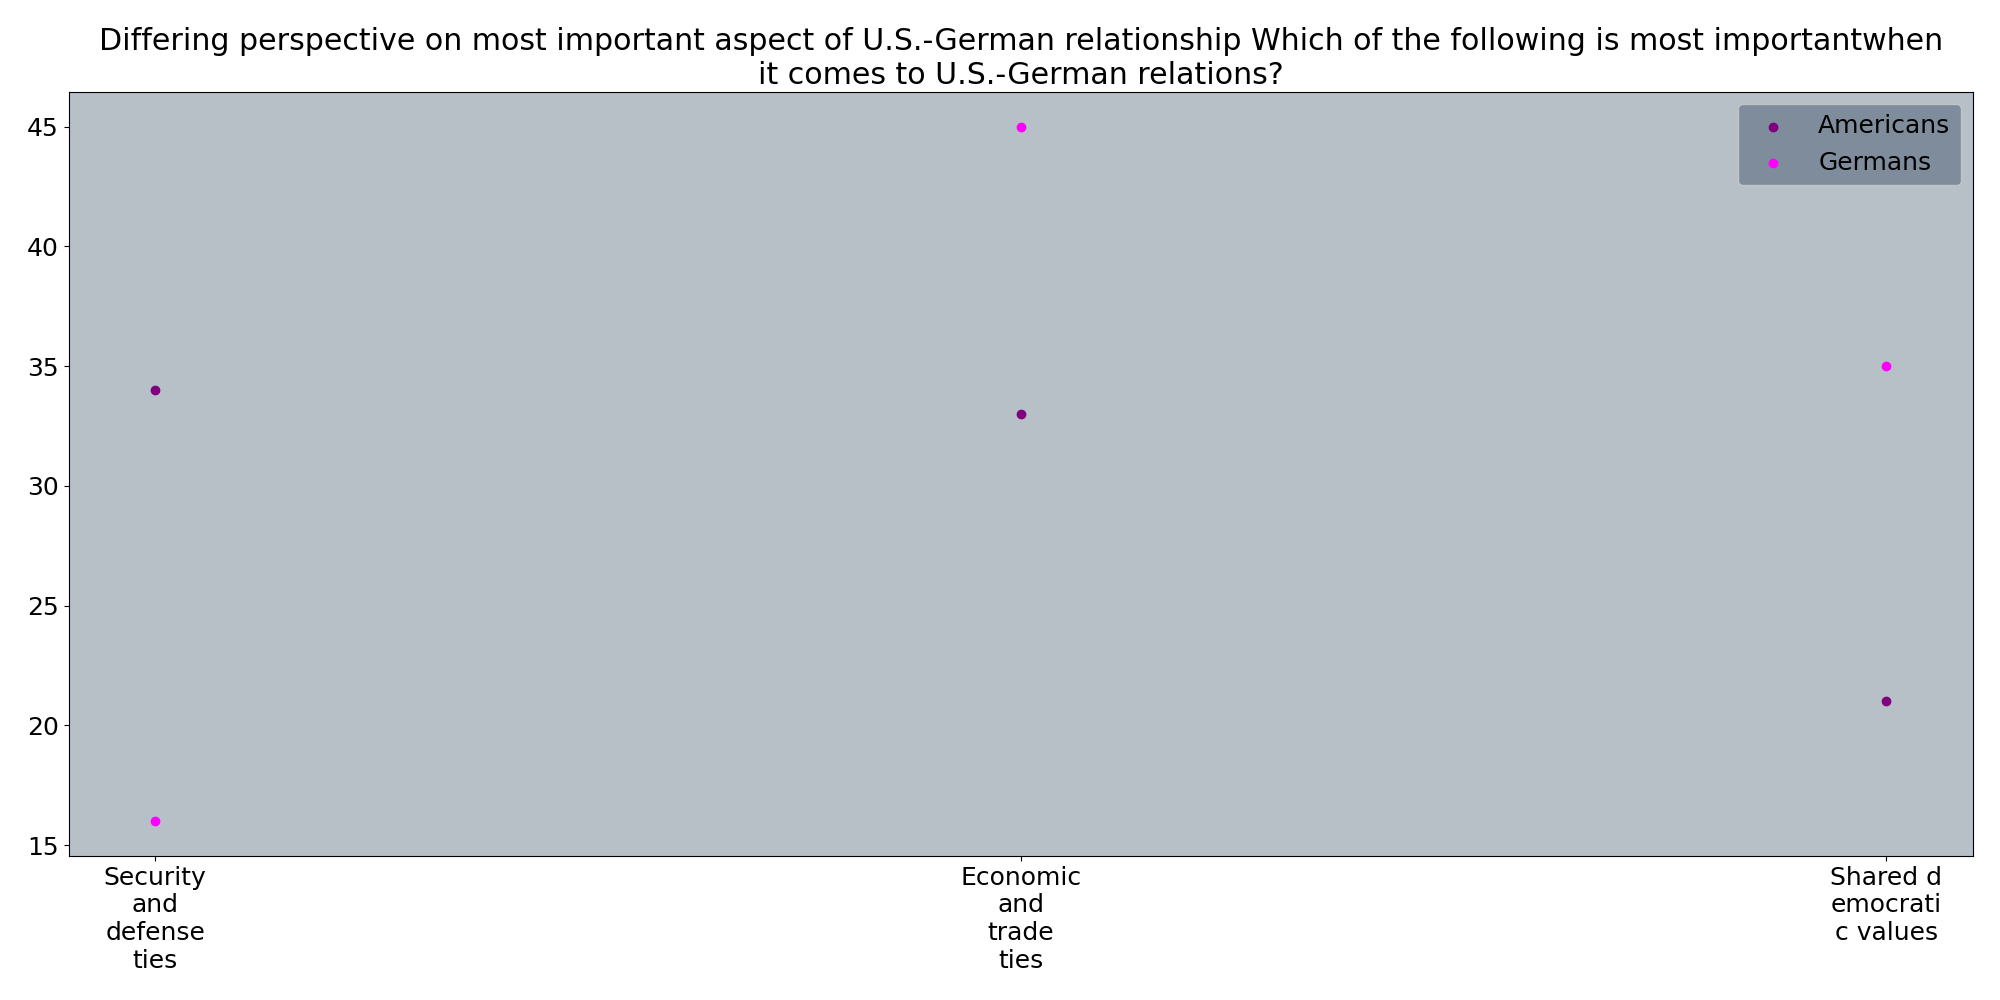 Differing perspective on most important aspect of U.S.-German relationship Which of the following is most importantwhen
it comes to U.S.-German relations?
45
40
35
30
25
20
15
Americans
Germans
Security
and
defense
ties
Economic
and
trade
ties
Shared d
emocrati
c values